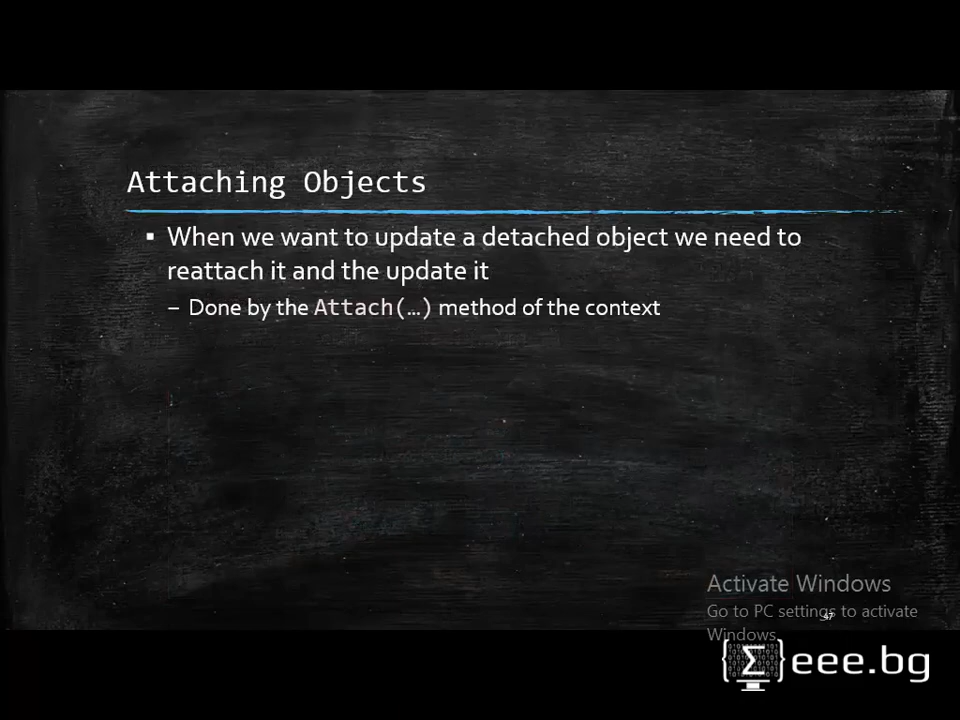 Attaching Objects
▪ When we want to update a detached object we need to
reattach it and the update it
– Done by the Attach(…) method of the context
Activate Windows
Go to PC settings to activate
Windows.
47
{Σ}eee.bg